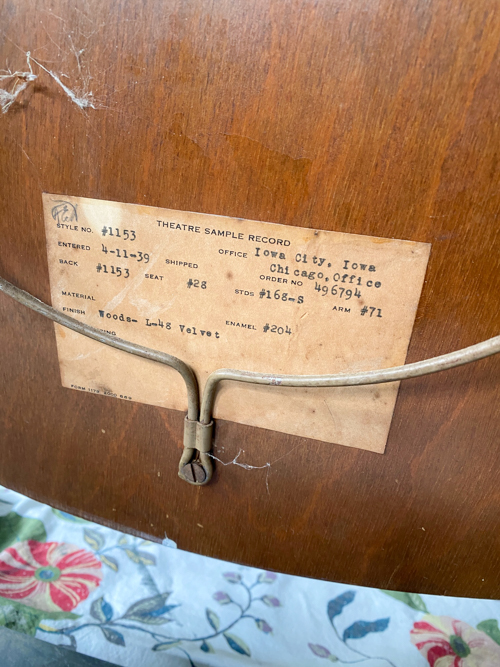 THEATRE SAMPLE RECORD
STYLE NO. #1153
OFFICE Iowa City, Iowa
ENTERED 4-11-39 SHIPPED Chicago, Office
BACK #1153 SEAT #28 ORDER NO 496794
STDS #168-S ARM #71
MATERIAL
FINISH Woods- L-48 Velvet ENAMEL #204
FORM